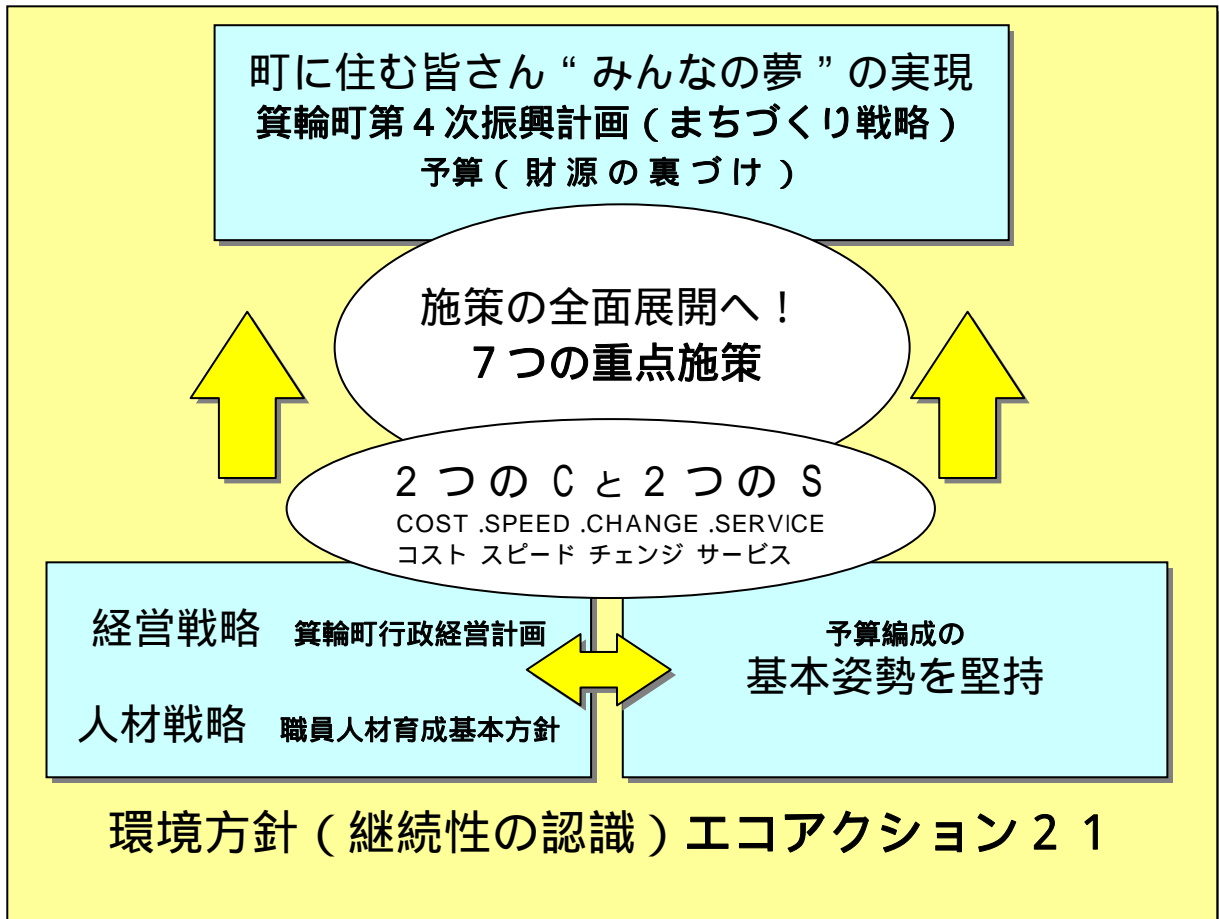 町に住む皆さん“みんなの夢”の実現
箕輪町第４次振興計画（まちづくり戦略）
予算（財源の裏づけ）
施策の全面展開へ！
７つの重点施策
２つのＣと２つのＳ
COST .SPEED .CHANGE .SERVICE
コスト スピード チェンジ サービス
経営戦略 箕輪町行政経営計画
人材戦略 職員人材育成基本方針
予算編成の
基本姿勢を堅持
環境方針（継続性の認識）エコアクション２１